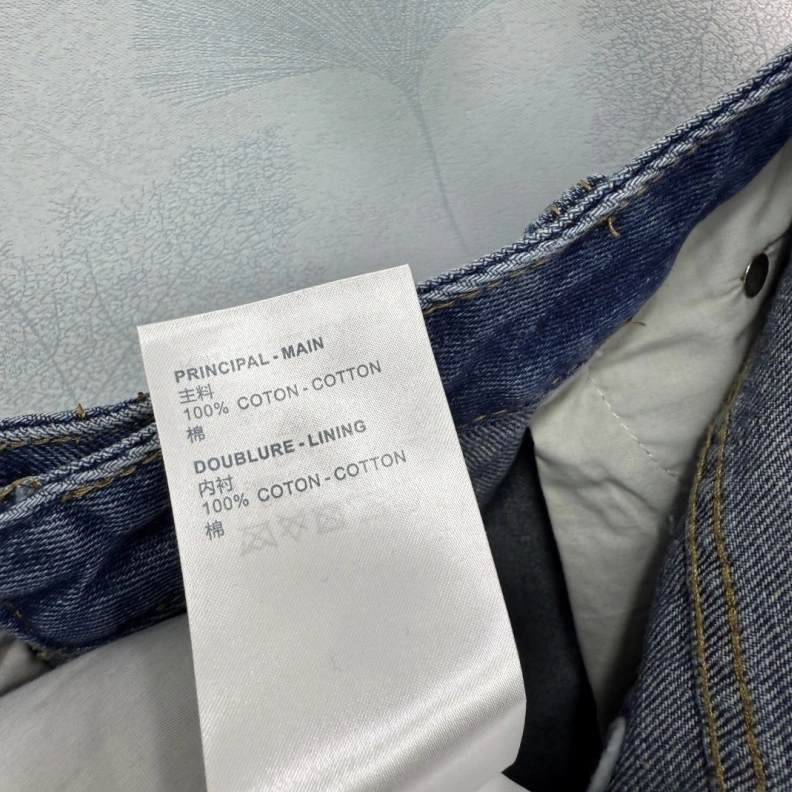 PRINCIPAL - MAIN
主料
100% COTON - COTTON
棉
DOUBLURE - LINING
内衬
100% COTON - COTTON
棉